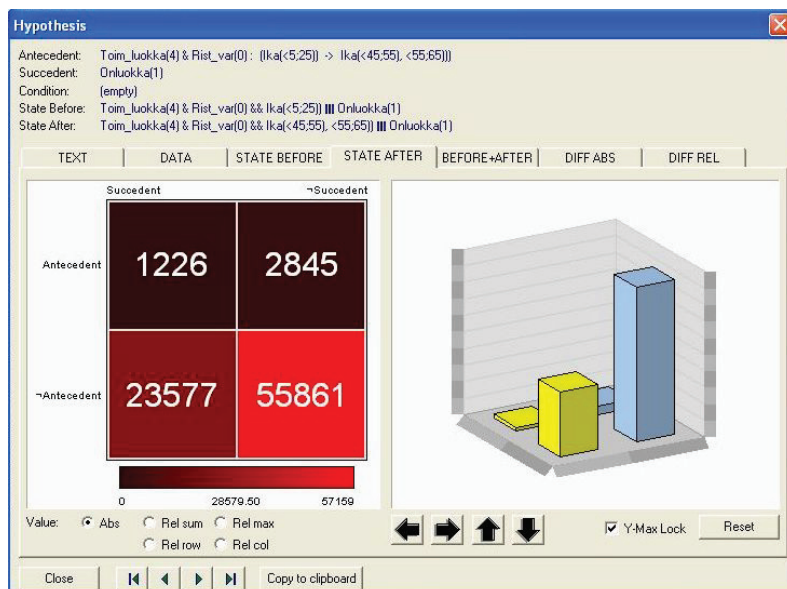 Hypothesis
Antecedent: Toim_luokka(4) & Rist_var(0) : (Ika(<5;25)) -> Ika(<45;55), <55;65)))
Succedent: Onluokka(1)
Condition: (empty)
State Before: Toim_luokka(4) & Rist_var(0) && Ika(<5;25)) III Onluokka(1)
State After: Toim_luokka(4) & Rist_var(0) && Ika(<45;55), <55;65)) III Onluokka(1)
TEXT DATA STATE BEFORE STATE AFTER BEFORE+AFTER DIFF ABS DIFF REL
Succedent ¬Succedent
Antecedent 1226 2845
¬Antecedent 23577 55861
0 28579.50 57159
Value: Abs Rel sum Rel max
Rel row Rel col
Y-Max Lock Reset
Close Copy to clipboard